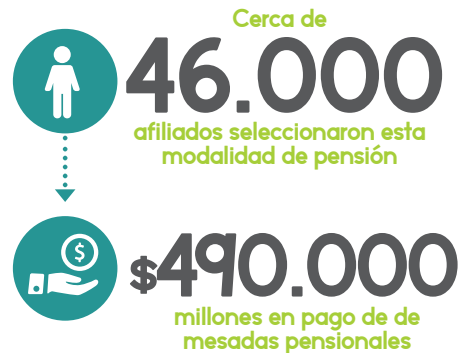 Cerca de
46.000
afiliados seleccionaron esta
modalidad de pensión
$
$490.000
millones en pago de de
mesadas pensionales